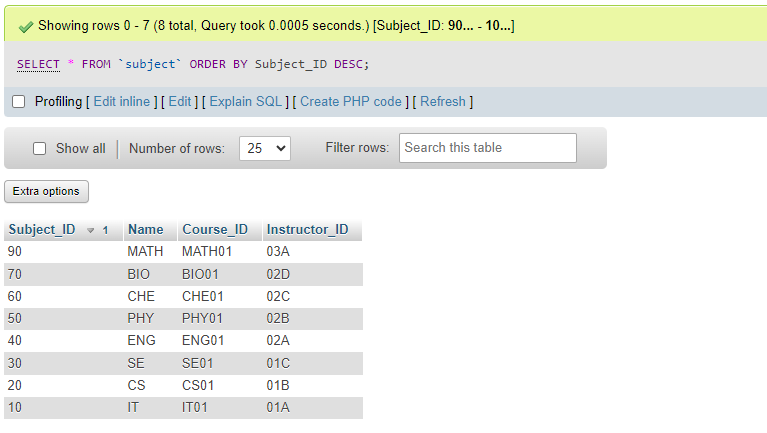 Showing rows 0 - 7 (8 total, Query took 0.0005 seconds.) [Subject_ID: 90... - 10...]
SELECT * FROM `subject` ORDER BY Subject_ID DESC;
Profiling [ Edit inline ] [ Edit ] [ Explain SQL ] [ Create PHP code ] [ Refresh ]
Show all Number of rows: 25 Filter rows: Search this table
Extra options
Subject_ID 1 Name Course_ID Instructor_ID
90 MATH MATH01 03A
70 BIO BIO01 02D
60 CHE CHE01 02C
50 PHY PHY01 02B
40 ENG ENG01 02A
30 SE SE01 01C
20 CS CS01 01B
10 IT IT01 01A